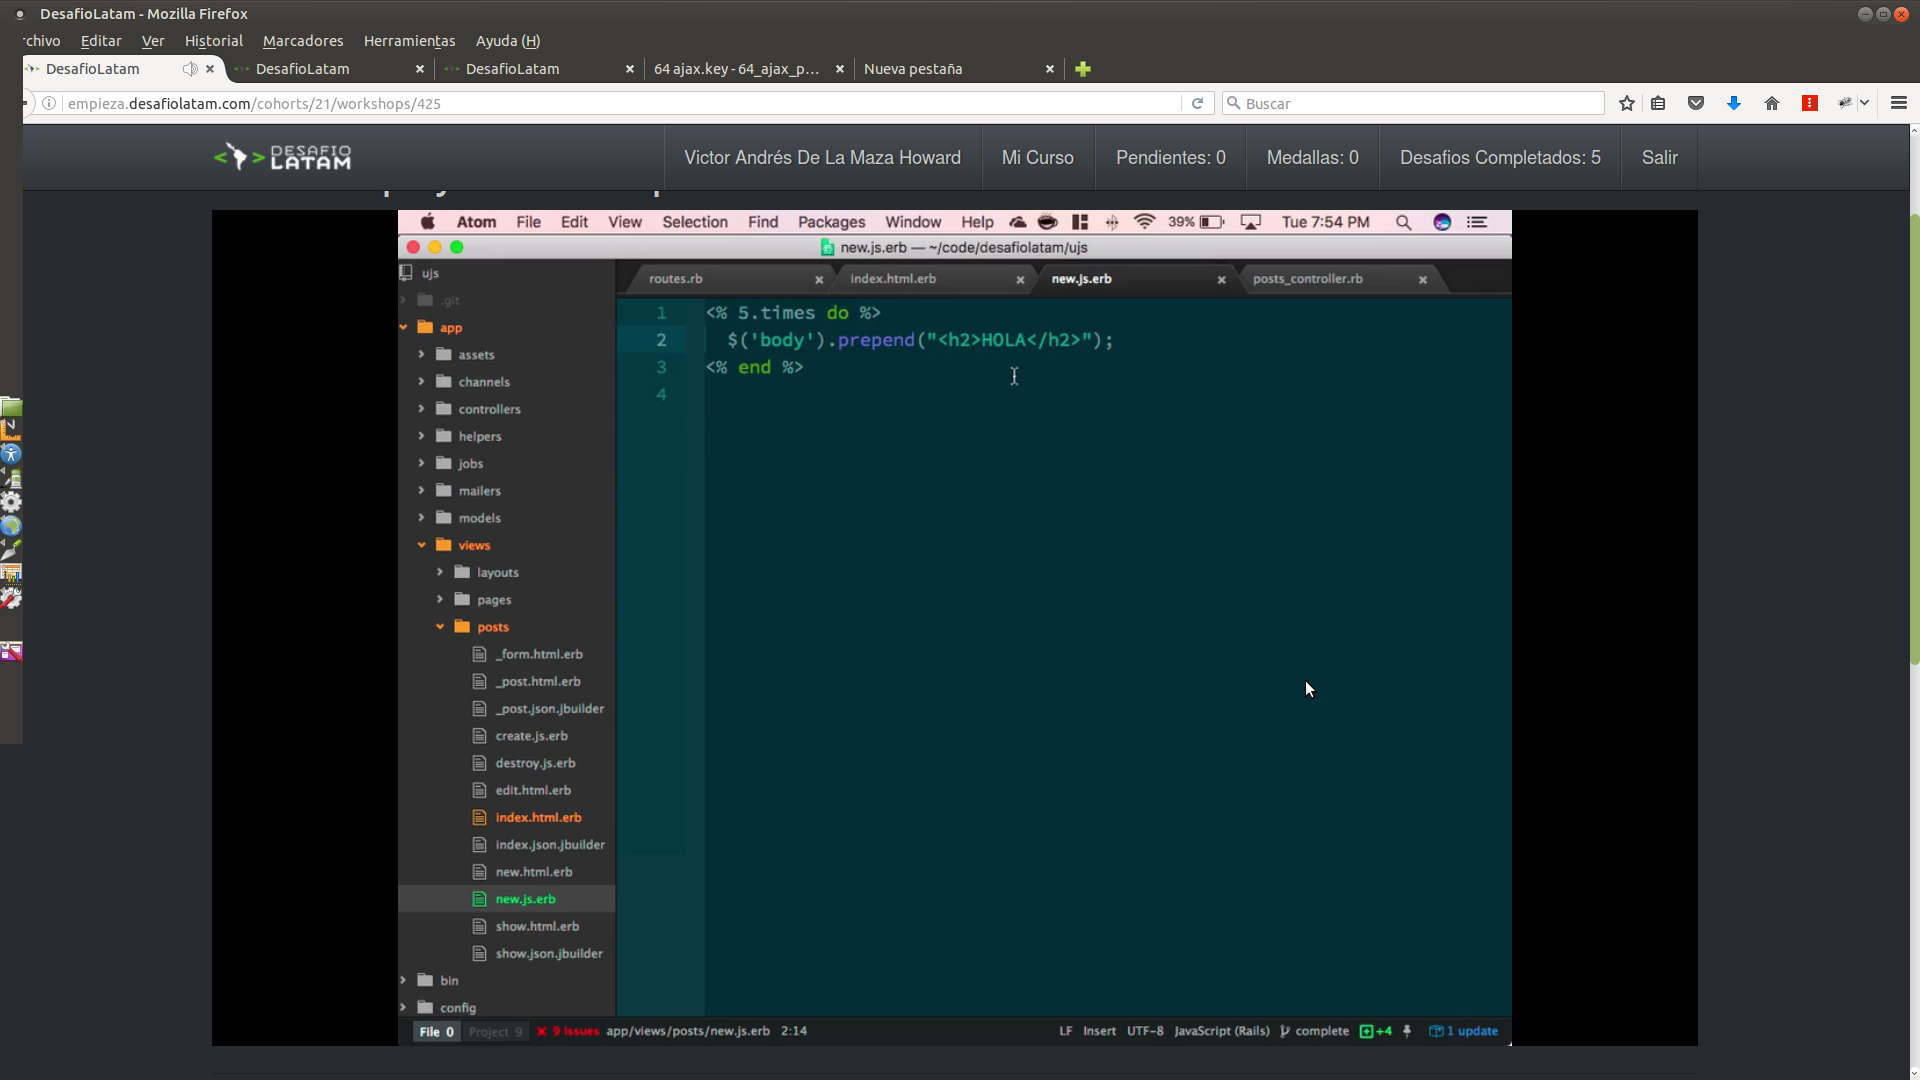 DesafioLatam - Mozilla Firefox
rchivo Editar Ver Historial Marcadores Herramientas Ayuda (H)
DesafioLatam DesafioLatam DesafioLatam 64 ajax.key - 64_ajax_p... Nueva pestaña
empieza.desafiolatam.com/cohorts/21/workshops/425 Buscar
DESAFIO LATAM Victor Andrés De La Maza Howard Mi Curso Pendientes: 0 Medallas: 0 Desafios Completados: 5 Salir
Atom File Edit View Selection Find Packages Window Help 39% Tue 7:54 PM
new.js.erb — ~/code/desafiolatam/ujs
ujs routes.rb index.html.erb new.js.erb posts_controller.rb
.git
app
assets
channels
controllers
helpers
jobs
mailers
models
views
layouts
pages
posts
_form.html.erb
_post.html.erb
_post.json.jbuilder
create.js.erb
destroy.js.erb
edit.html.erb
index.html.erb
index.json.jbuilder
new.html.erb
new.js.erb
show.html.erb
show.json.jbuilder
bin
config
1 <% 5.times do %>
2 $('body').prepend("<h2>HOLA</h2>");
3 <% end %>
4
File 0 Project 9 9 Issues app/views/posts/new.js.erb 2:14 LF Insert UTF-8 JavaScript (Rails) complete +4 1 update